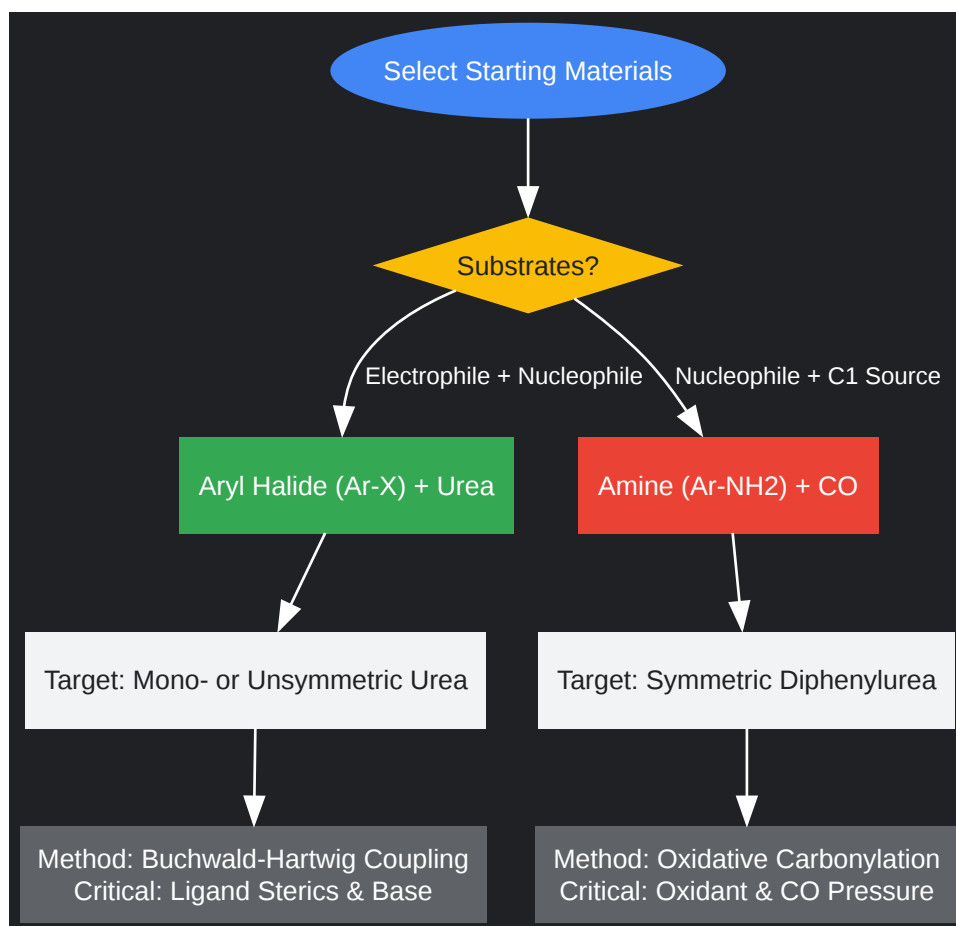 Select Starting Materials
Substrates?
Electrophile + Nucleophile
Nucleophile + C1 Source
Aryl Halide (Ar-X) + Urea
Amine (Ar-NH2) + CO
Target: Mono- or Unsymmetric Urea
Target: Symmetric Diphenylurea
Method: Buchwald-Hartwig Coupling
Critical: Ligand Sterics & Base
Method: Oxidative Carbonylation
Critical: Oxidant & CO Pressure